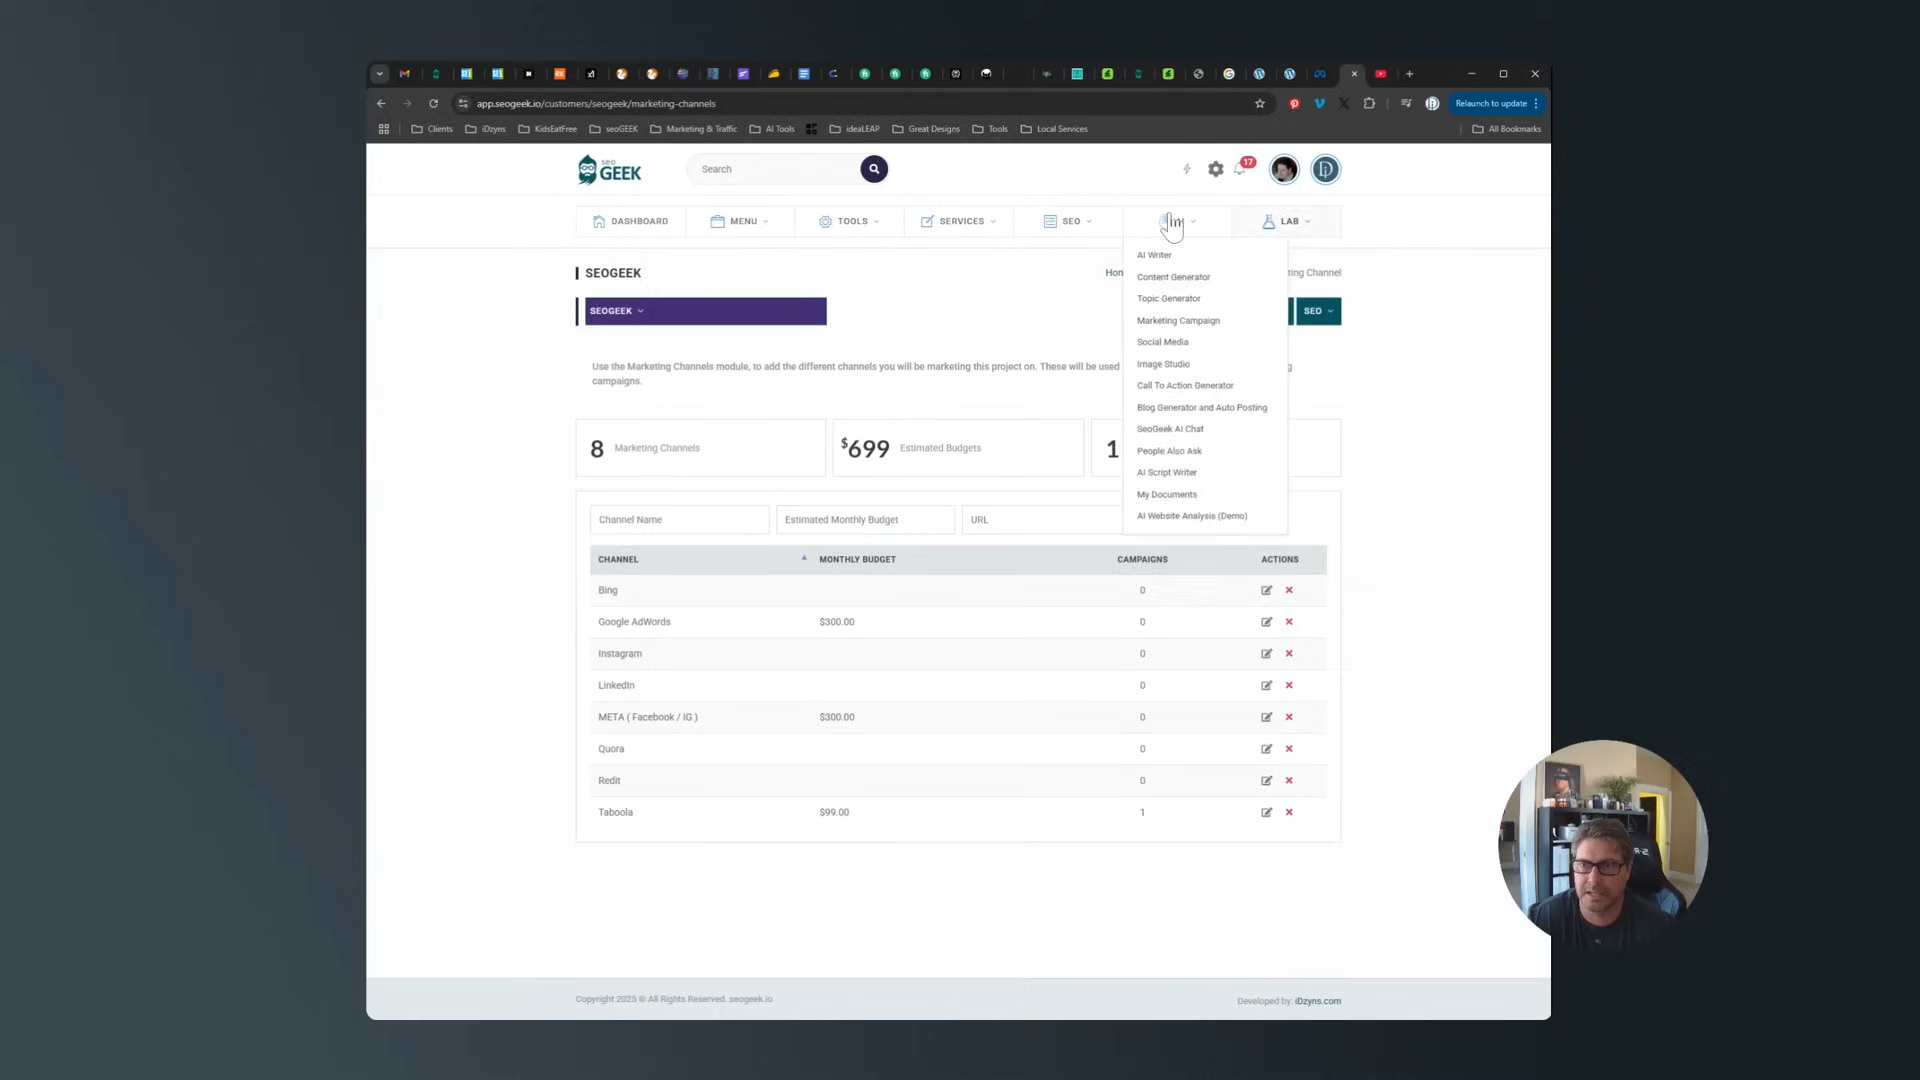 app.seogeek.io/customers/seogeek/marketing-channels
Relaunch to update
Clients
iDzyns
KidsEatFree
seoGEEK
Marketing & Traffic
AI Tools
ideaLEAP
Great Designs
Tools
Local Services
All Bookmarks
seo
GEEK
Search
17
DASHBOARD
MENU
TOOLS
SERVICES
SEO
LAB
AI Writer
Content Generator
Topic Generator
Marketing Campaign
Social Media
Image Studio
Call To Action Generator
Blog Generator and Auto Posting
SeoGeek AI Chat
People Also Ask
AI Script Writer
My Documents
AI Website Analysis (Demo)
SEOGEEK
SEOGEEK
SEO
Use the Marketing Channels module, to add the different channels you will be marketing this project on. These will be used
campaigns.
8 Marketing Channels
$699 Estimated Budgets
1
Channel Name
Estimated Monthly Budget
URL
CHANNEL MONTHLY BUDGET CAMPAIGNS ACTIONS
Bing 0
Google AdWords $300.00 0
Instagram 0
LinkedIn 0
META ( Facebook / IG ) $300.00 0
Quora 0
Redit 0
Taboola $99.00 1
Copyright 2025 © All Rights Reserved. seogeek.io
Developed by: iDzyns.com